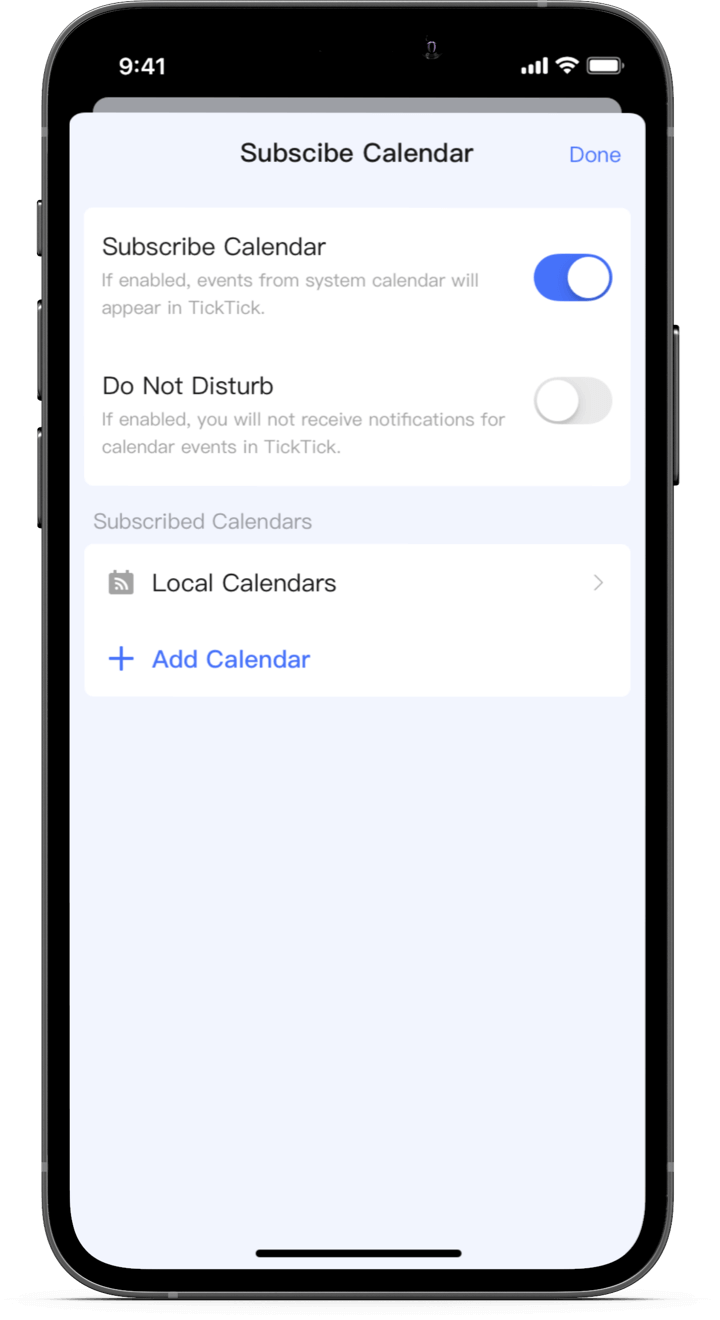 9:41
Subscibe Calendar
Done
Subscribe Calendar
If enabled, events from system calendar will
appear in TickTick.
Do Not Disturb
If enabled, you will not receive notifications for
calendar events in TickTick.
Subscribed Calendars
Local Calendars
Add Calendar